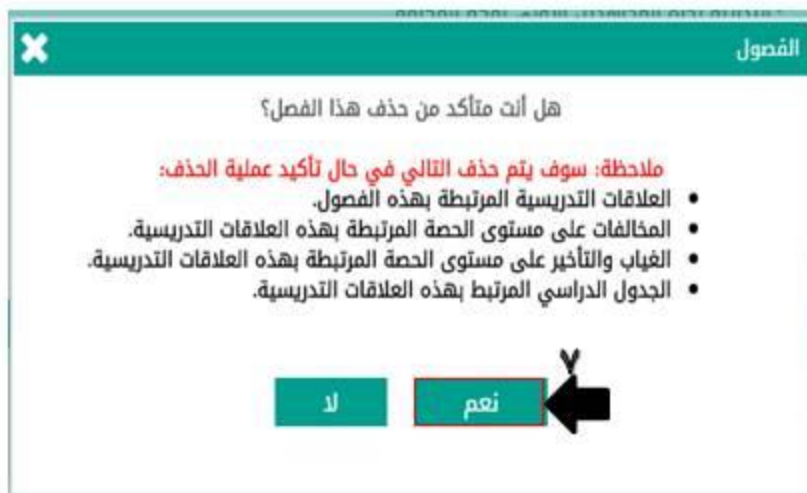 الفصول
هل أنت متأكد من حذف هذا الفصل؟
ملاحظة: سوف يتم حذف التالي في حال تأكيد عملية الحذف:
• العلاقات التدريسية المرتبطة بهذه الفصول.
• المخالفات على مستوى الحصة المرتبطة بهذه العلاقات التدريسية.
• الغياب والتأخير على مستوى الحصة المرتبطة بهذه العلاقات التدريسية.
• الجدول الدراسي المرتبط بهذه العلاقات التدريسية.
٧
نعم
لا